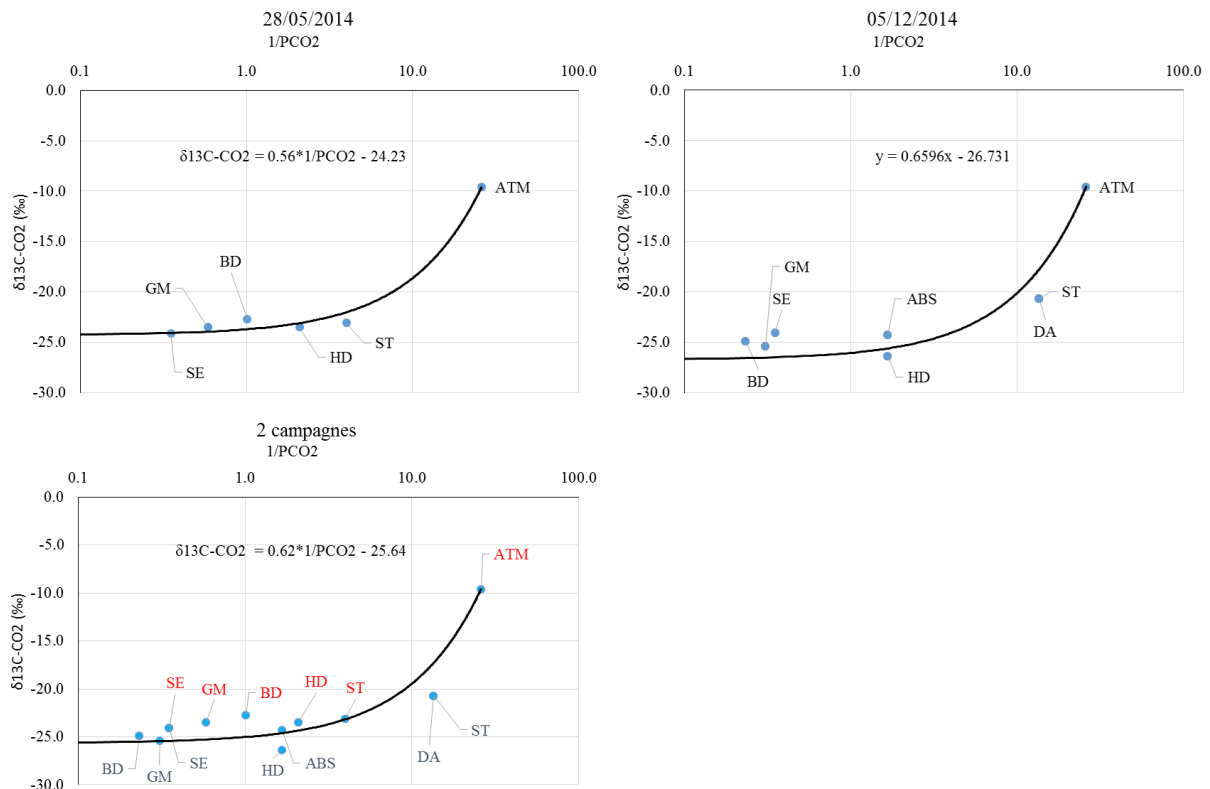 28/05/2014
1/PCO2
0.1 1.0 10.0 100.0
0.0
-5.0
δ13C-CO2 = 0.56*1/PCO2 - 24.23
-10.0
ATM
-15.0
δ13C-CO2 (‰)
BD
-20.0
GM
-25.0
ST
HD
SE
-30.0
05/12/2014
1/PCO2
0.1 1.0 10.0 100.0
0.0
-5.0
y = 0.6596x - 26.731
-10.0
ATM
-15.0
δ13C-CO2 (‰)
GM
-20.0
SE
ABS
ST
DA
-25.0
BD
HD
-30.0
2 campagnes
1/PCO2
0.1 1.0 10.0 100.0
0.0
-5.0
δ13C-CO2 = 0.62*1/PCO2 - 25.64
ATM
-10.0
-15.0
δ13C-CO2 (‰)
-20.0
SE
GM
BD
HD
ST
-25.0
ST
BD
GM
SE
HD
ABS
DA
-30.0